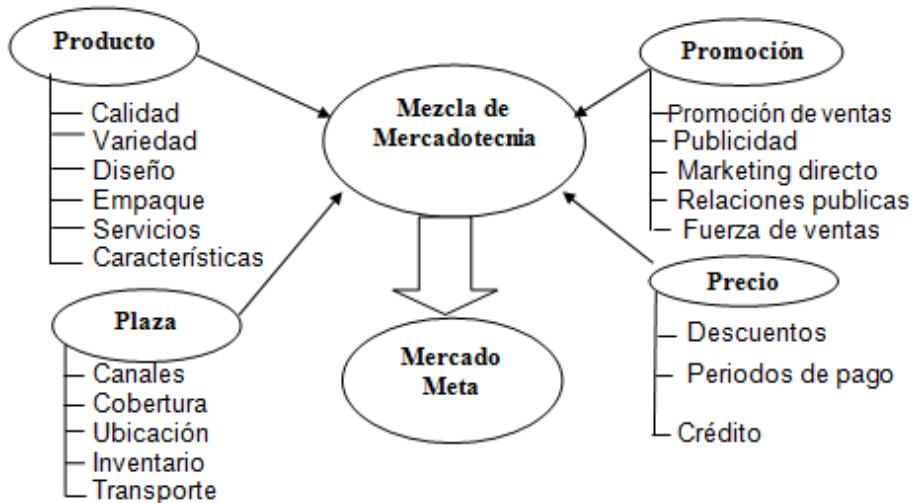 Producto
Calidad
Variedad
Diseño
Empaque
Servicios
Características
Plaza
Canales
Cobertura
Ubicación
Inventario
Transporte
Mezcla de
Mercadotecnia
Mercado
Meta
Promoción
Promoción de ventas
Publicidad
Marketing directo
Relaciones publicas
Fuerza de ventas
Precio
Descuentos
Periodos de pago
Crédito